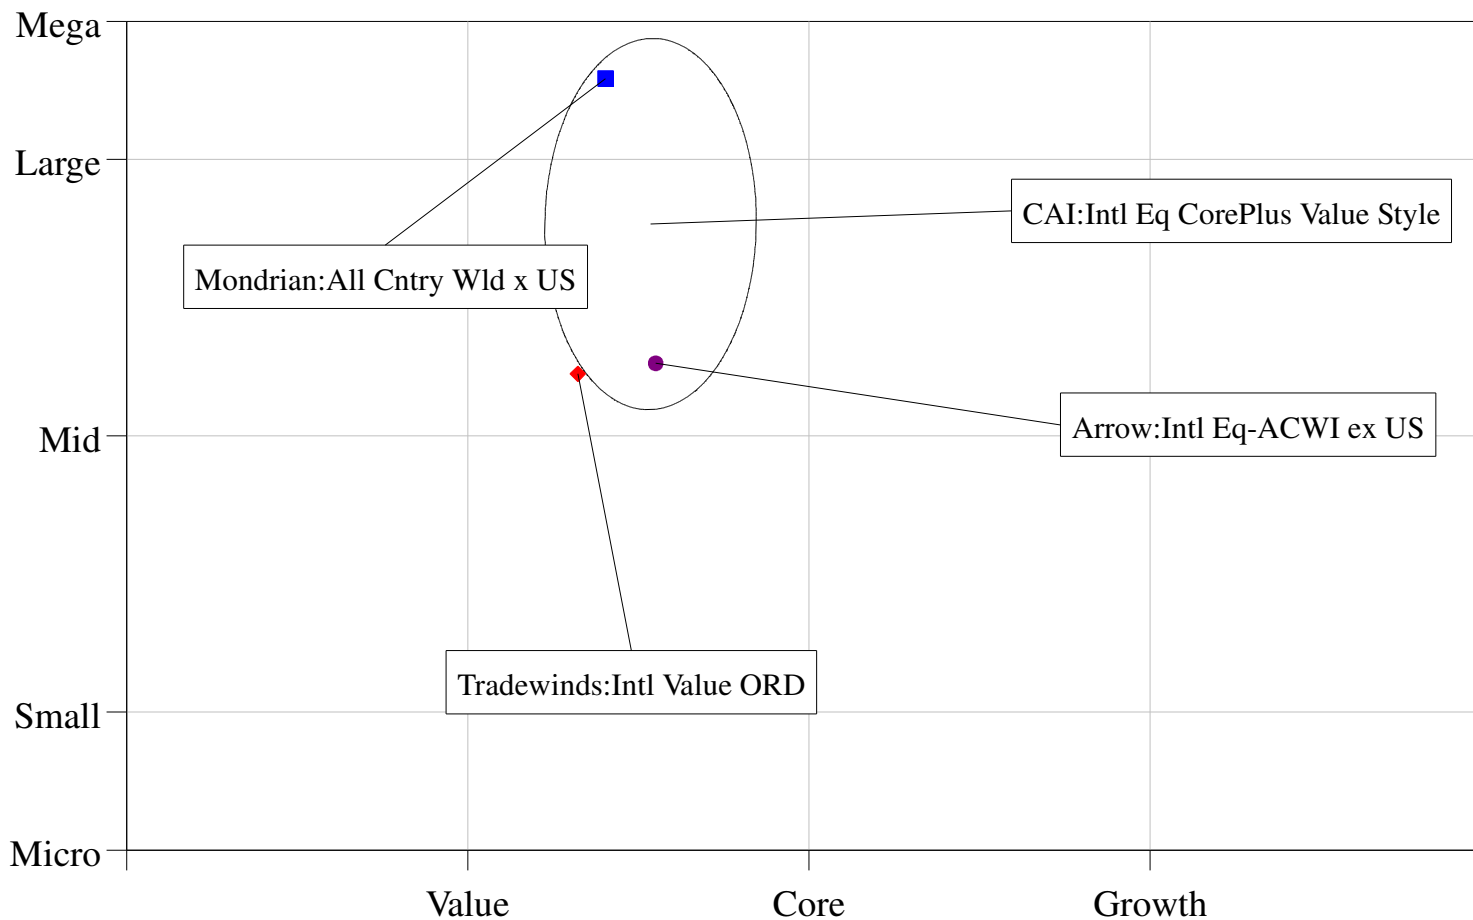 Mega
Large
CAI:Intl Eq CorePlus Value Style
Mondrian:All Cntry Wld x US
Mid
Arrow:Intl Eq-ACWI ex US
Tradewinds:Intl Value ORD
Small
Micro
Value
Core
Growth